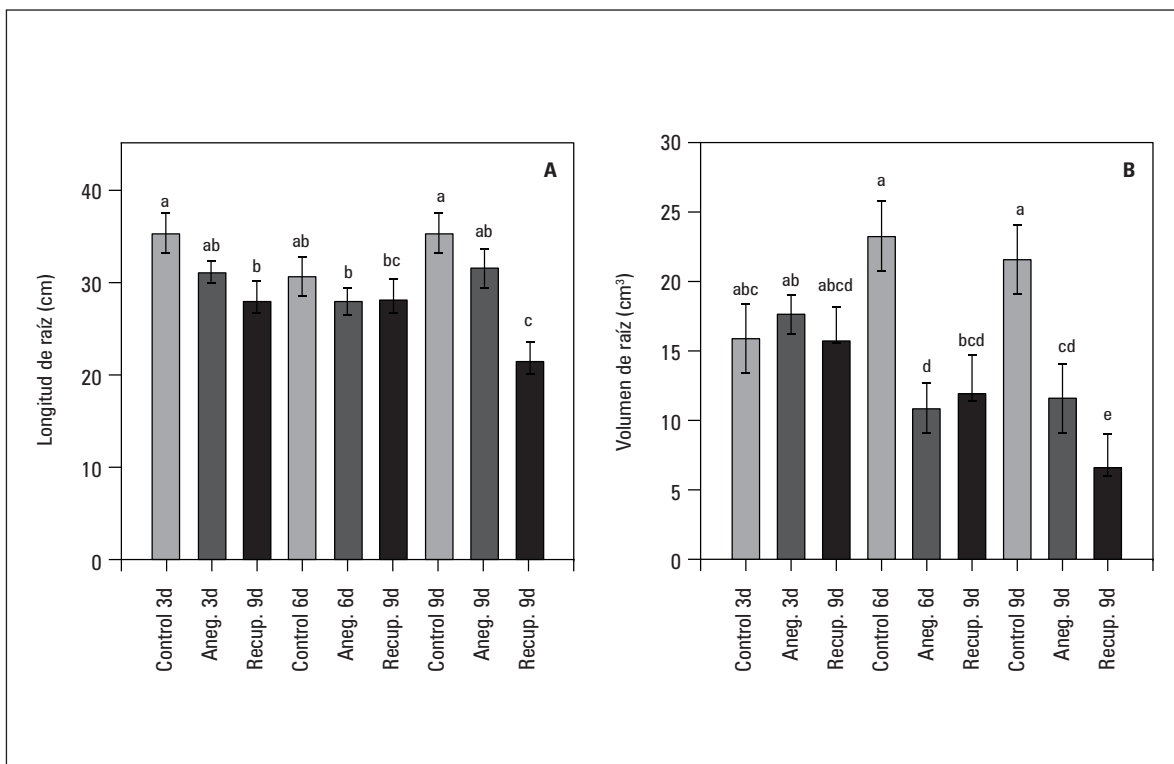 A
Longitud de raíz (cm)
40
30
20
10
0
a
ab
b
ab
b
bc
a
ab
c
Control 3d
Aneg. 3d
Recup. 9d
Control 6d
Aneg. 6d
Recup. 9d
Control 9d
Aneg. 9d
Recup. 9d
B
Volumen de raíz (cm³)
30
25
20
15
10
5
0
abc
ab
abcd
a
d
bcd
a
cd
e
Control 3d
Aneg. 3d
Recup. 9d
Control 6d
Aneg. 6d
Recup. 9d
Control 9d
Aneg. 9d
Recup. 9d